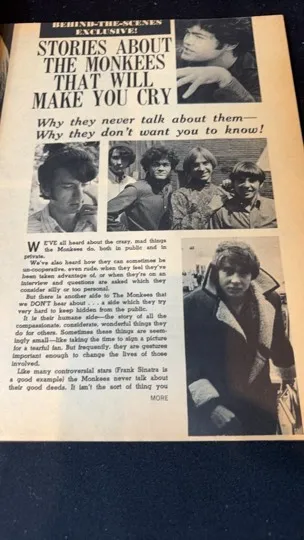 BEHIND-THE-SCENES
EXCLUSIVE!
STORIES ABOUT
THE MONKEES
THAT WILL
MAKE YOU CRY
Why they never talk about them—
Why they don't want you to know!
WE'VE all heard about the crazy, mad things
the Monkees do, both in public and in
private.
We've also heard how they can sometimes be
un-cooperative, even rude, when they feel they've
been taken advantage of, or when they're on an
interview and questions are asked which they
consider silly or too personal.
But there is another side to The Monkees that
we DON'T hear about . . . a side which they try
very hard to keep hidden from the public.
It is their humane side—the story of all the
compassionate, considerate, wonderful things they
do for others. Sometimes these things are seem-
ingly small—like taking the time to sign a picture
for a tearful fan. But frequently, they are gestures
important enough to change the lives of those
involved.
Like many controversial stars (Frank Sinatra is
a good example) the Monkees never talk about
their good deeds. It isn't the sort of thing you
MORE